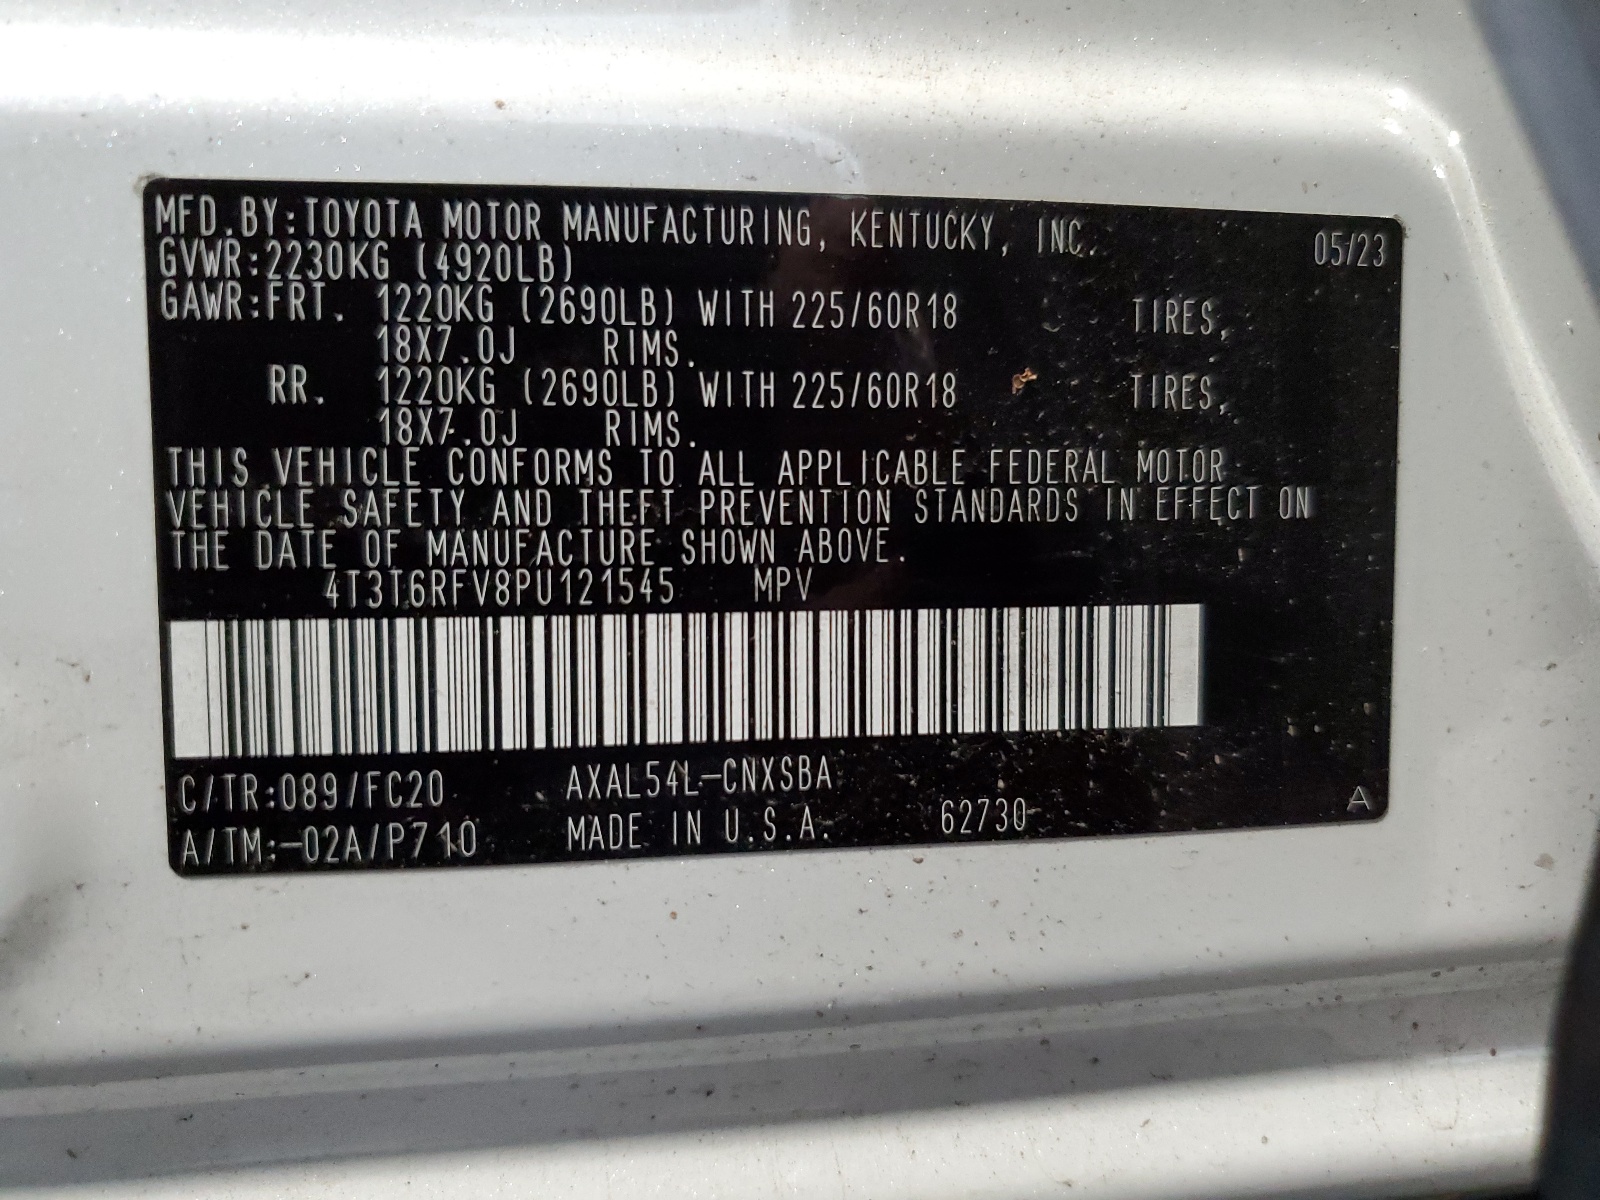 MFD.BY:TOYOTA MOTOR MANUFACTURING, KENTUCKY, INC. 05/23
GVWR:2230KG (4920LB)
GAWR:FRT. 1220KG (2690LB) WITH 225/60R18 TIRES,
18X7.0J RIMS.
RR. 1220KG (2690LB) WITH 225/60R18 TIRES,
18X7.0J RIMS.
THIS VEHICLE CONFORMS TO ALL APPLICABLE FEDERAL MOTOR
VEHICLE SAFETY AND THEFT PREVENTION STANDARDS IN EFFECT ON
THE DATE OF MANUFACTURE SHOWN ABOVE.
4T3T6RFV8PU121545 MPV
C/TR:089/FC20 AXAL54L-CNXSBA
A/TM:-02A/P710 MADE IN U.S.A. 62730 A